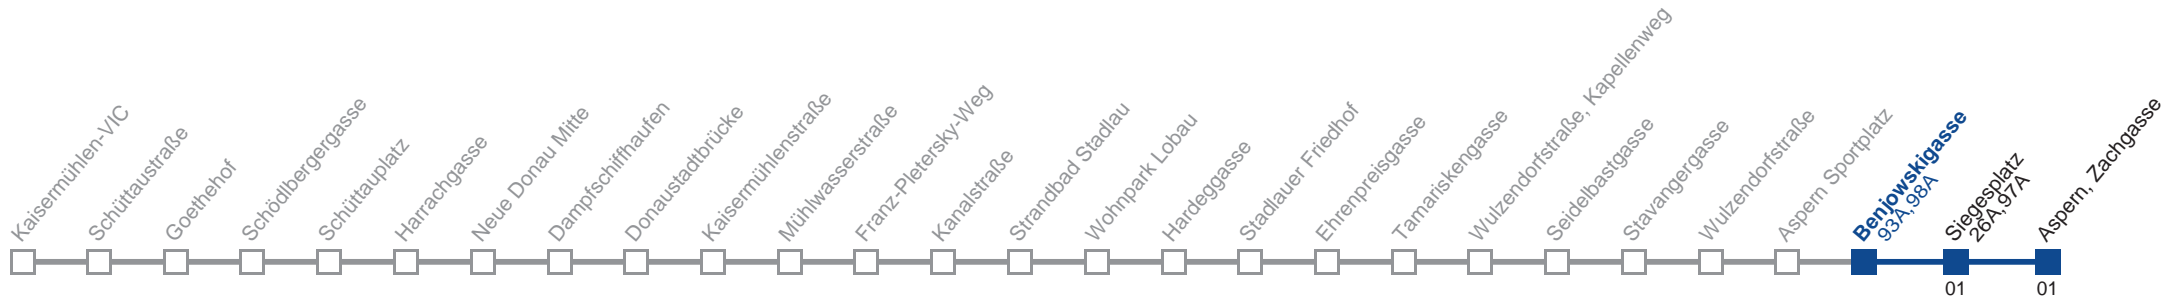 Kaisermühlen-VIC
Schüttaustraße
Goethehof
Schödlbergergasse
Schüttauplatz
Harrachgasse
Neue Donau Mitte
Dampfschiffhaufen
Donaustadtbrücke
Kaisermühlenstraße
Mühlwasserstraße
Franz-Pletersky-Weg
Kanalstraße
Strandbad Stadlau
Wohnpark Lobau
Hardeggasse
Stadlauer Friedhof
Ehrenpreisgasse
Tamariskengasse
Wulzendorfstraße, Kapellenweg
Seidelbastgasse
Stavangergasse
Wulzendorfstraße
Aspern Sportplatz
Benjowskigasse
93A,98A
Siegesplatz
26A,97A
Aspern, Zachgasse
01
01